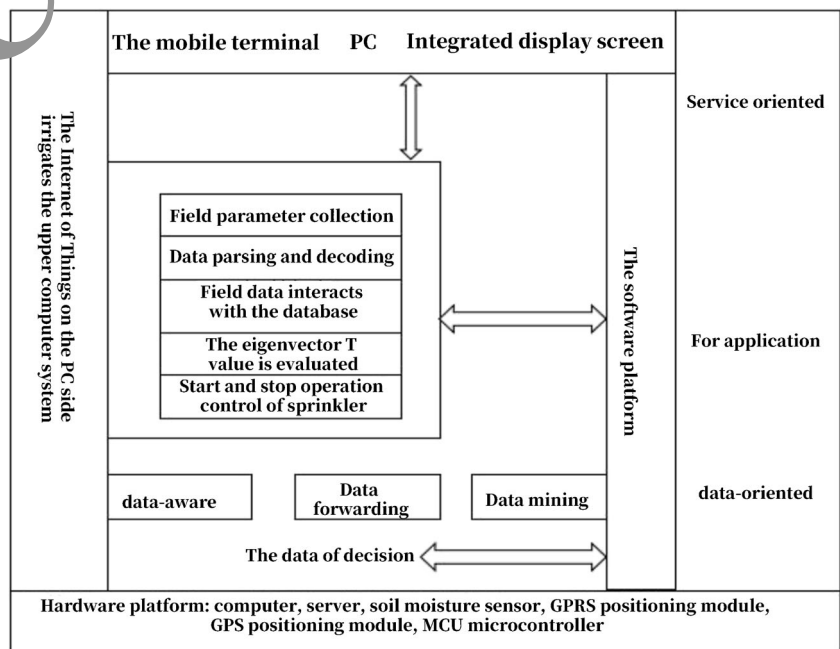 The mobile terminal PC Integrated display screen
The Internet of Things on the PC side
irrigates the upper computer system
Service oriented
Field parameter collection
Data parsing and decoding
Field data interacts
with the database
The eigenvector T
value is evaluated
Start and stop operation
control of sprinkler
The software platform
For application
data-aware
Data
forwarding
Data mining
data-oriented
The data of decision
Hardware platform: computer, server, soil moisture sensor, GPRS positioning module,
GPS positioning module, MCU microcontroller